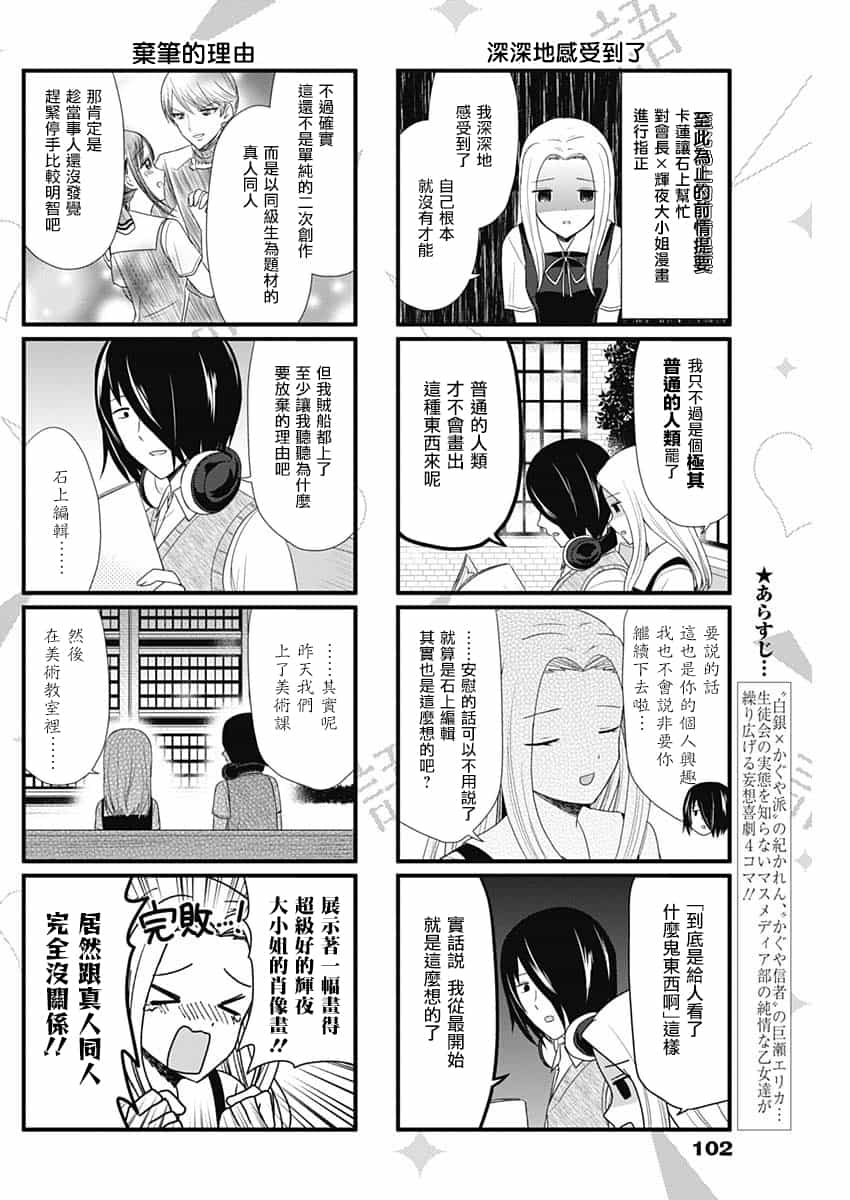 深深地感受到了
至此為止的前情提要
卡蓮讓石上幫忙
對會長×輝夜大小姐漫畫
進行指正
我深深地
感受到了
自己根本
就沒有才能
我只不過是個極其
普通的人類罷了
普通的人類
才不會畫出
這種東西來呢
要說的話
這也是你的個人興趣
我也不會說非要你
繼續下去啦…
……安慰的話可以不用說了
就算是石上編輯
其實也是這麼想的吧?
「到底是給人看了
什麼鬼東西啊」這樣
實話說 我從最開始
就是這麼想的了
棄筆的理由
不過確實
這還不是單純的二次創作
而是以同級生為題材的
真人同人
那肯定是
趁當事人還沒發覺
趕緊停手比較明智吧
但我賊船都上了
至少讓我聽聽為什麼
要放棄的理由吧
石上編輯……
……其實呢
昨天我們
上了美術課
然後
在美術教室裡……
展示著一幅畫得
超級好的輝夜
大小姐的肖像畫!!
完敗…!
居然跟真人同人
完全沒關係!!
★あらすじ…
〝白銀×かぐや派〟の紀かれん、〝かぐや信者〟の巨瀬エリカ…
生徒会の実態を知らないマスメディア部の純情な乙女達が
繰り広げる妄想喜劇4コマ!!
102
語
語